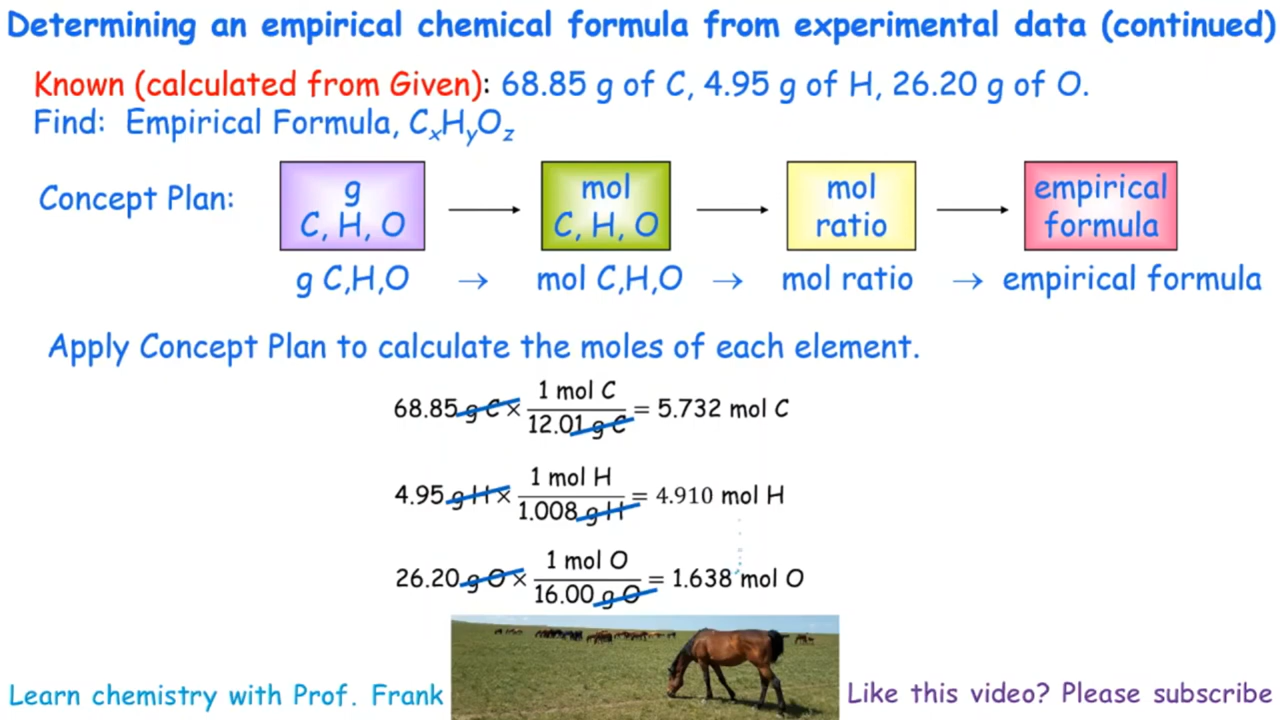 Determining an empirical chemical formula from experimental data (continued)
Known (calculated from Given): 68.85 g of C, 4.95 g of H, 26.20 g of O.
Find: Empirical Formula, CxHyOz
Concept Plan:
g
C, H, O
mol
C, H, O
mol
ratio
empirical
formula
g C,H,O → mol C,H,O → mol ratio → empirical formula
Apply Concept Plan to calculate the moles of each element.
68.85 g C × 1 mol C / 12.01 g C = 5.732 mol C
4.95 g H × 1 mol H / 1.008 g H = 4.910 mol H
26.20 g O × 1 mol O / 16.00 g O = 1.638 mol O
Learn chemistry with Prof. Frank
Like this video? Please subscribe